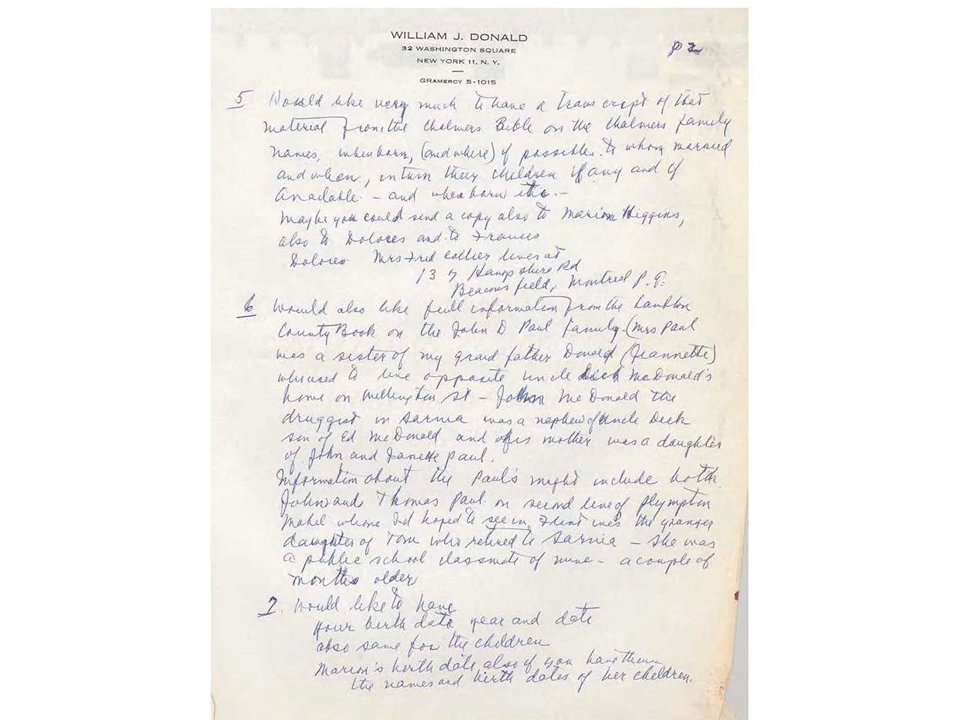 WILLIAM J. DONALD
32 WASHINGTON SQUARE
NEW YORK 11, N. Y.
GRAMERCY 5-1015
p 2
5 Would like very much to have a transcript of that
material from the Chalmers Bible on the Chalmers family
names, when born, (and where) if possible. to whom married
and when, in turn their children if any and if
available - and when born etc. -
Maybe you could send a copy also to Marion Higgins,
also to Dolores and to Frances
Dolores Mrs Fred Collier lives at
137 Hampshire Rd
Beaconsfield, Montreal P.Q.
6 Would also like full information from the Lambton
County Book on the John D Paul family (Mrs Paul
was a sister of my grand father Donald (Jeannette)
who used to live opposite uncle Dick McDonald's
home on Wellington St - John McDonald the
druggist in Sarnia was a nephew of Uncle Dick
son of Ed McDonald and his mother was a daughter
of John and Janette Paul.
Information about the Paul's might include both
John and Thomas Paul on second line of Plympton
Mabel whom I'd hoped to see in Flint was the grand
daughter of Tom who retired to Sarnia - She was
a public school classmate of mine - a couple of
months older
7. Would like to have
your birth date year and date
also same for the children
Marion's birth date also if you have them
the names and birth dates of her children.